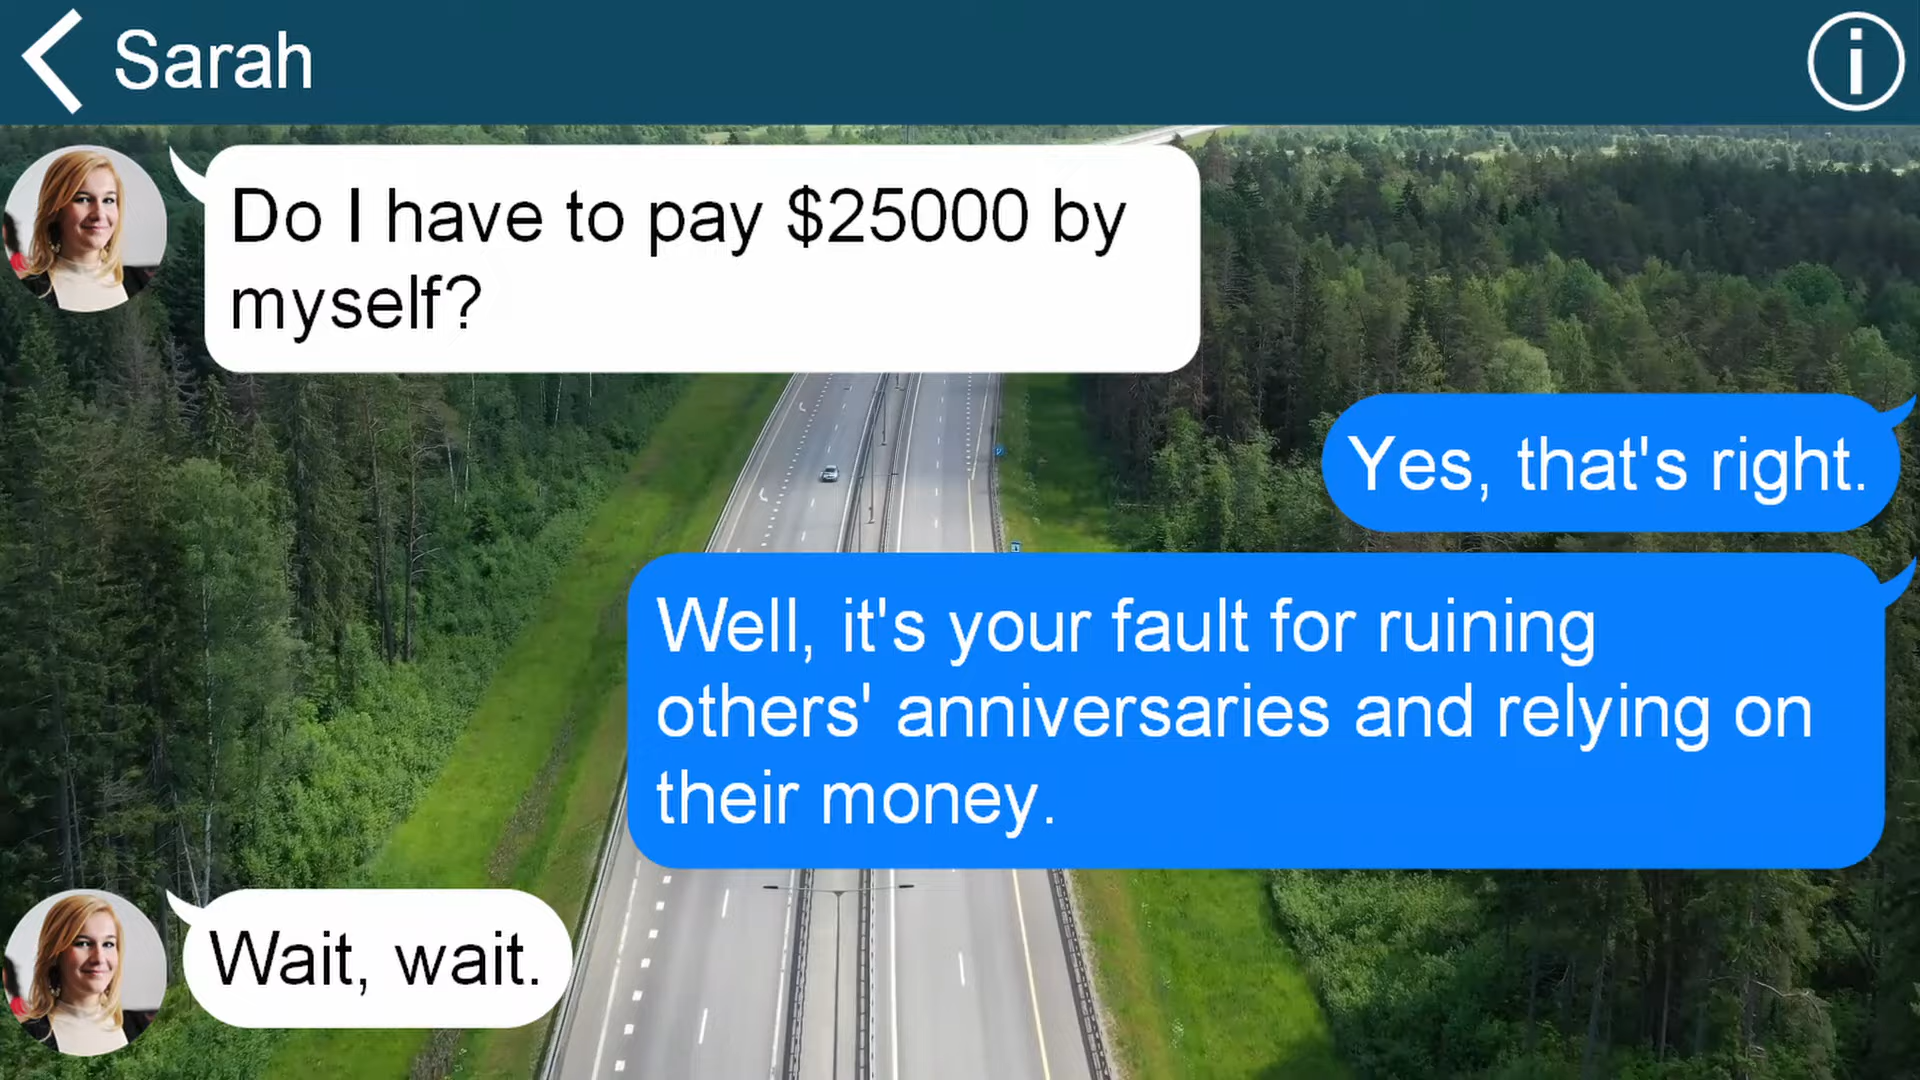 Sarah
Do I have to pay $25000 by
myself?
Yes, that's right.
Well, it's your fault for ruining
others' anniversaries and relying on
their money.
Wait, wait.